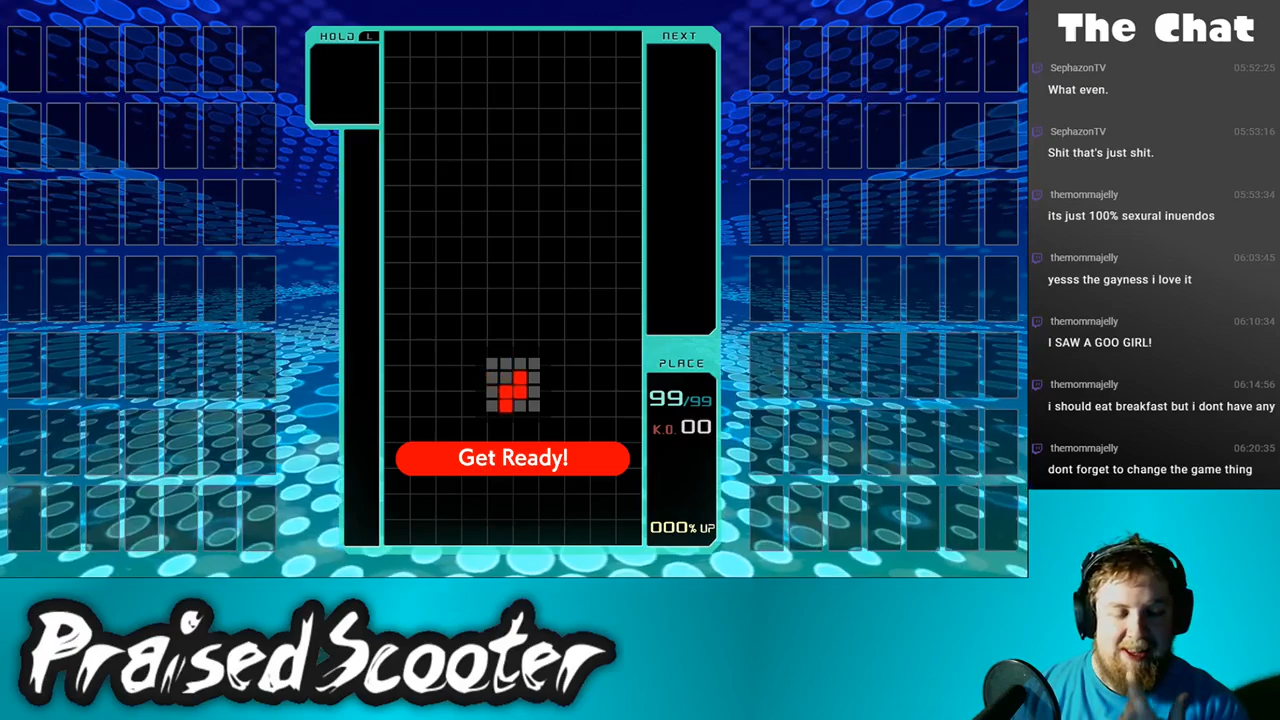 HOLD L
NEXT
PLACE
99/99
K.O. 00
Get Ready!
000% UP
The Chat
SephazonTV 05:52:25
What even.
SephazonTV 05:53:16
Shit that's just shit.
themommajelly 05:53:34
its just 100% sexural inuendos
themommajelly 06:03:45
yesss the gayness i love it
themommajelly 06:10:34
I SAW A GOO GIRL!
themommajelly 06:14:56
i should eat breakfast but i dont have any
themommajelly 06:20:35
dont forget to change the game thing
PraisedScooter